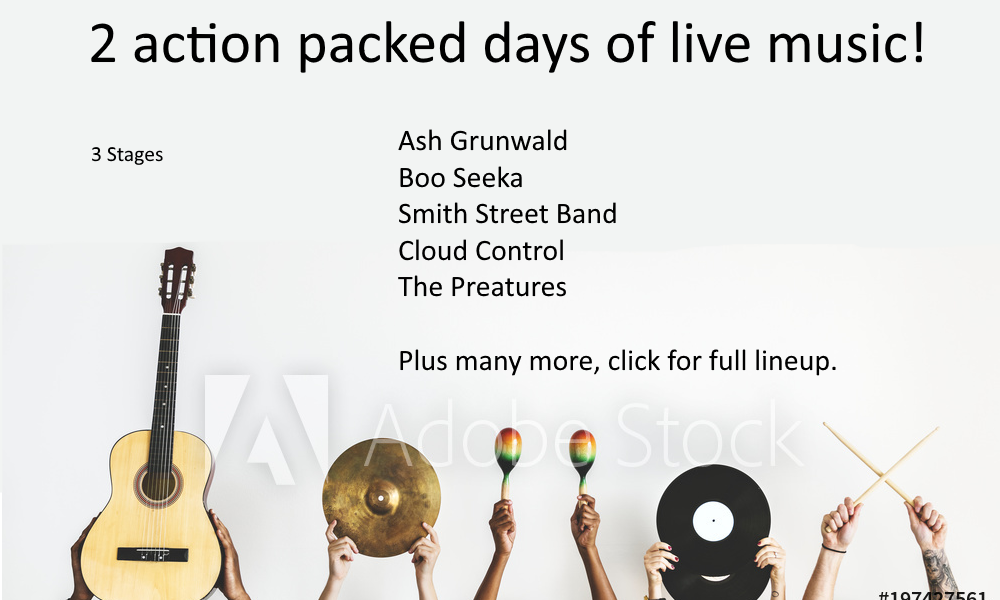 2 action packed days of live music!
3 Stages
Ash Grunwald
Boo Seeka
Smith Street Band
Cloud Control
The Preatures
Plus many more, click for full lineup.
Adobe Stock
#197427561